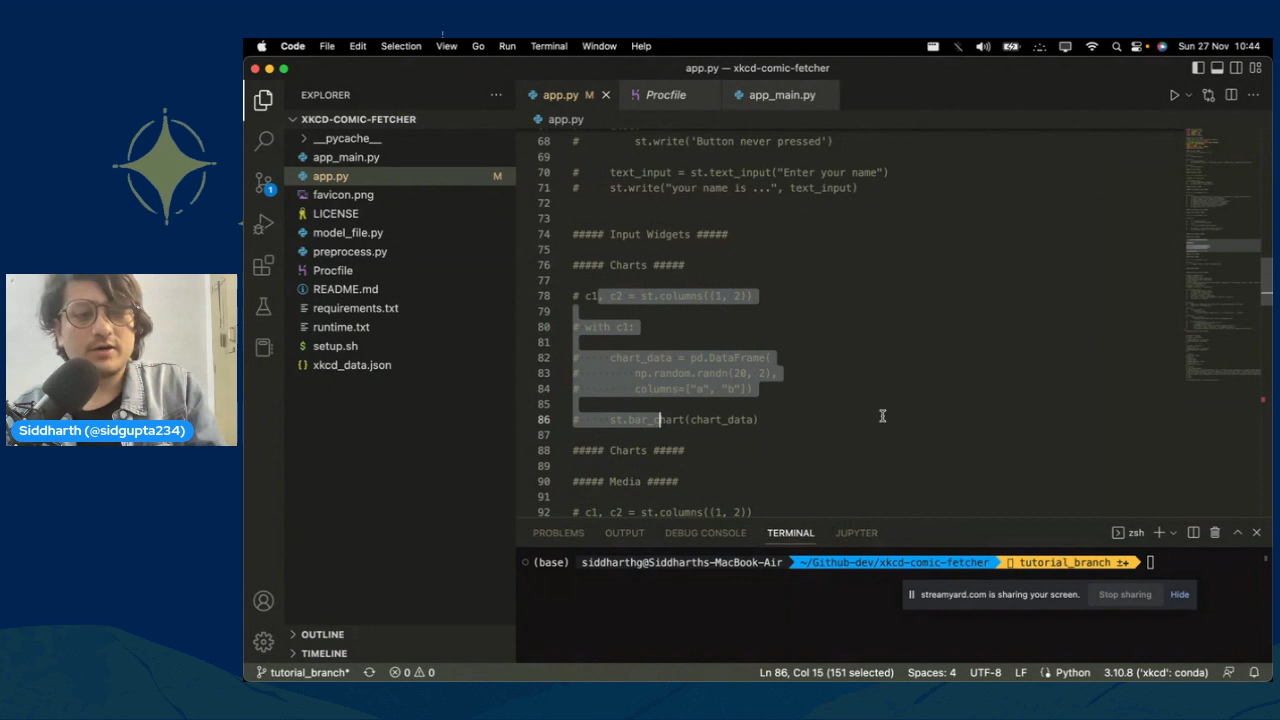 Code File Edit Selection View Go Run Terminal Window Help Sun 27 Nov 10:44
app.py — xkcd-comic-fetcher
EXPLORER
app.py M
Procfile
app_main.py
XKCD-COMIC-FETCHER
app.py
__pycache__
app_main.py
app.py M
favicon.png
LICENSE
model_file.py
preprocess.py
Procfile
README.md
requirements.txt
runtime.txt
setup.sh
xkcd_data.json
OUTLINE
TIMELINE
1
68 # st.write('Button never pressed')
69
70 # text_input = st.text_input("Enter your name")
71 # st.write("your name is ...", text_input)
72
73
74 ##### Input Widgets #####
75
76 ##### Charts #####
77
78 # c1, c2 = st.columns((1, 2))
79
80 # with c1:
81
82 # chart_data = pd.DataFrame(
83 # np.random.randn(20, 2),
84 # columns=["a", "b"])
85
86 # st.bar_chart(chart_data)
87
88 ##### Charts #####
89
90 ##### Media #####
91
92 # c1, c2 = st.columns((1, 2))
PROBLEMS OUTPUT DEBUG CONSOLE TERMINAL JUPYTER
zsh
(base) siddharthg@Siddharths-MacBook-Air ~/Github-dev/xkcd-comic-fetcher tutorial_branch ±+
streamyard.com is sharing your screen. Stop sharing Hide
tutorial_branch* 0 0 Ln 86, Col 15 (151 selected) Spaces: 4 UTF-8 LF Python 3.10.8 ('xkcd': conda)
Siddharth (@sidgupta234)